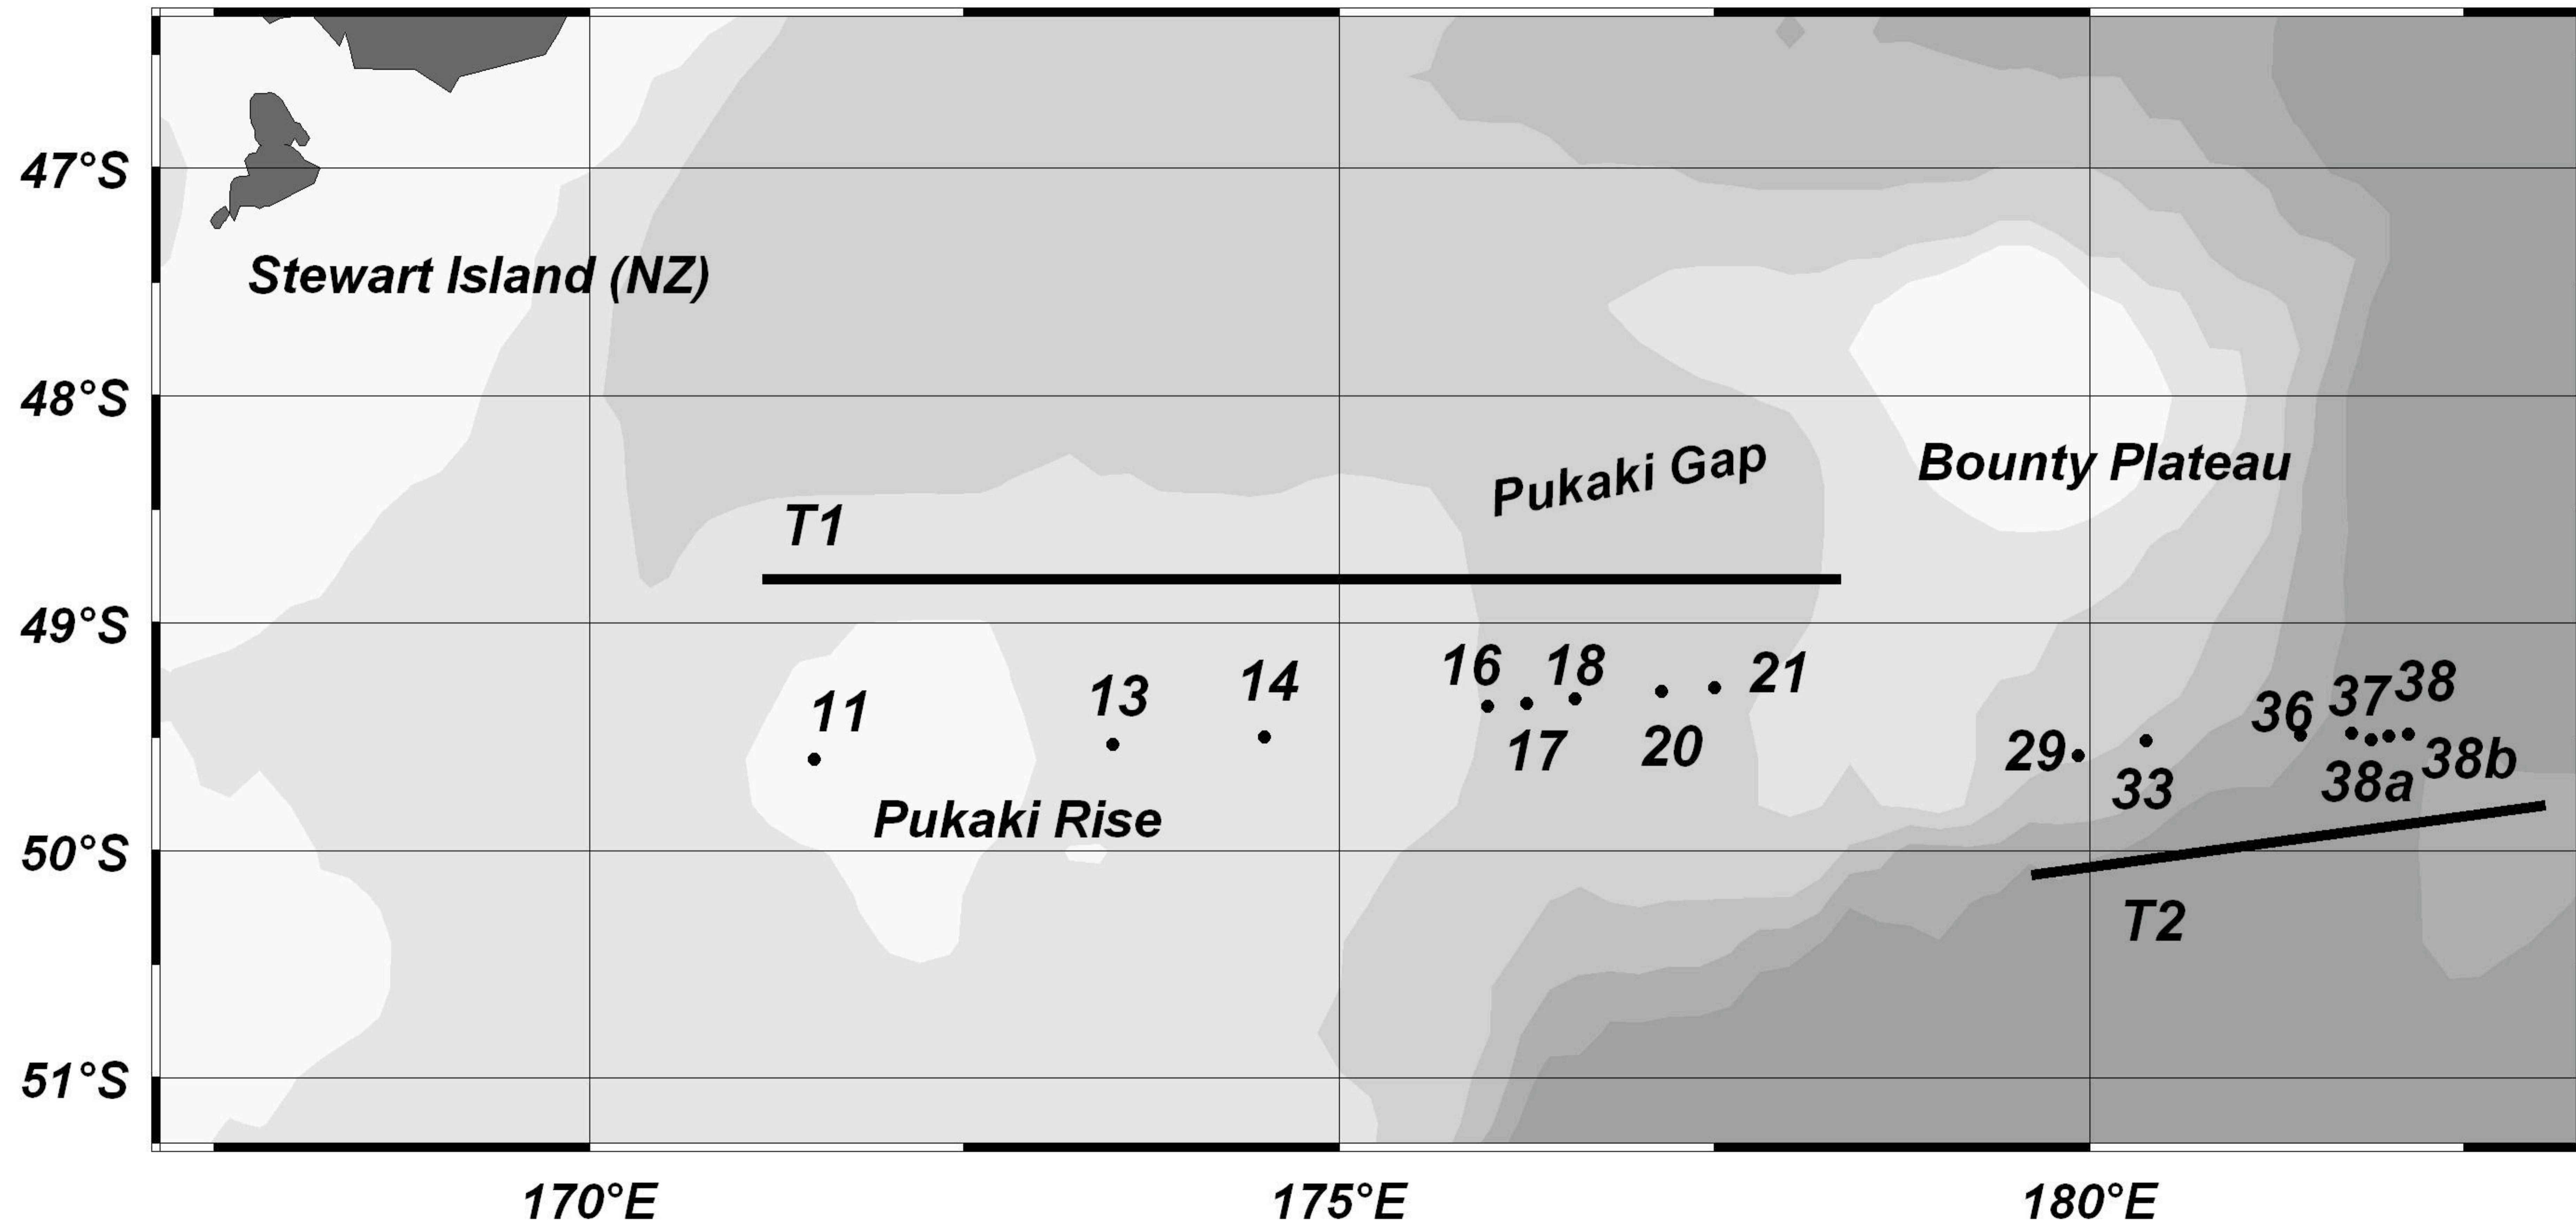 47°S
Stewart Island (NZ)
48°S
Pukaki Gap
Bounty Plateau
T1
49°S
11
13
14
16
18
21
17
20
29
33
36
37
38
38a
38b
Pukaki Rise
50°S
T2
51°S
170°E
175°E
180°E